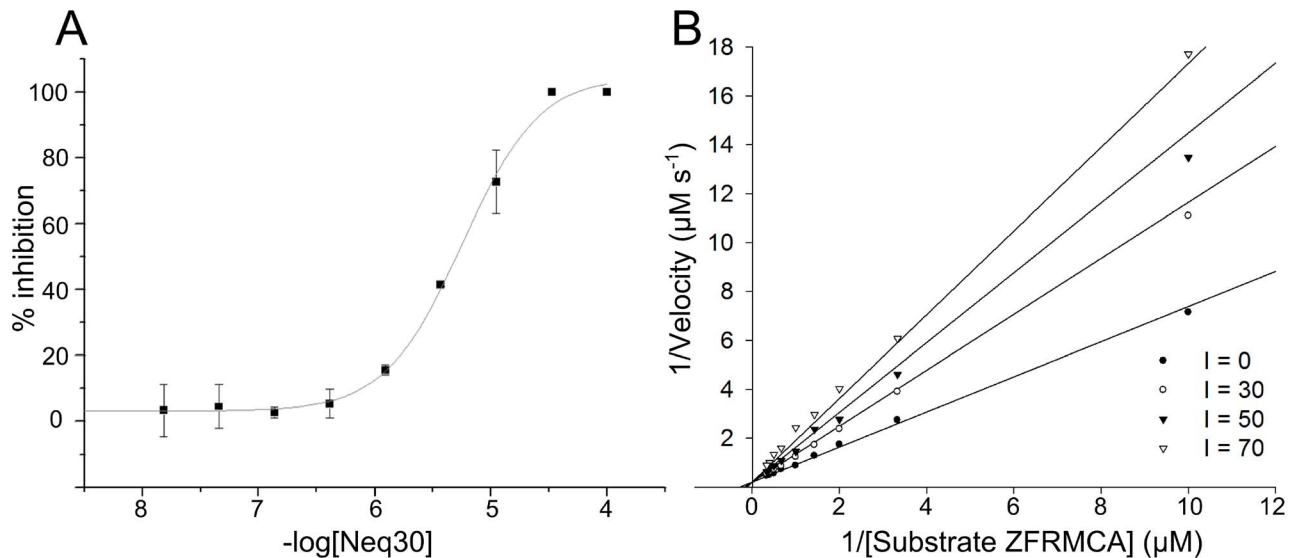 A
% inhibition
100
80
60
40
20
0
8 7 6 5 4
-log[Neq30]
B
1/Velocity (µM s⁻¹)
18
16
14
12
10
8
6
4
2
0 2 4 6 8 10 12
1/[Substrate ZFRMCA] (µM)
I = 0
I = 30
I = 50
I = 70